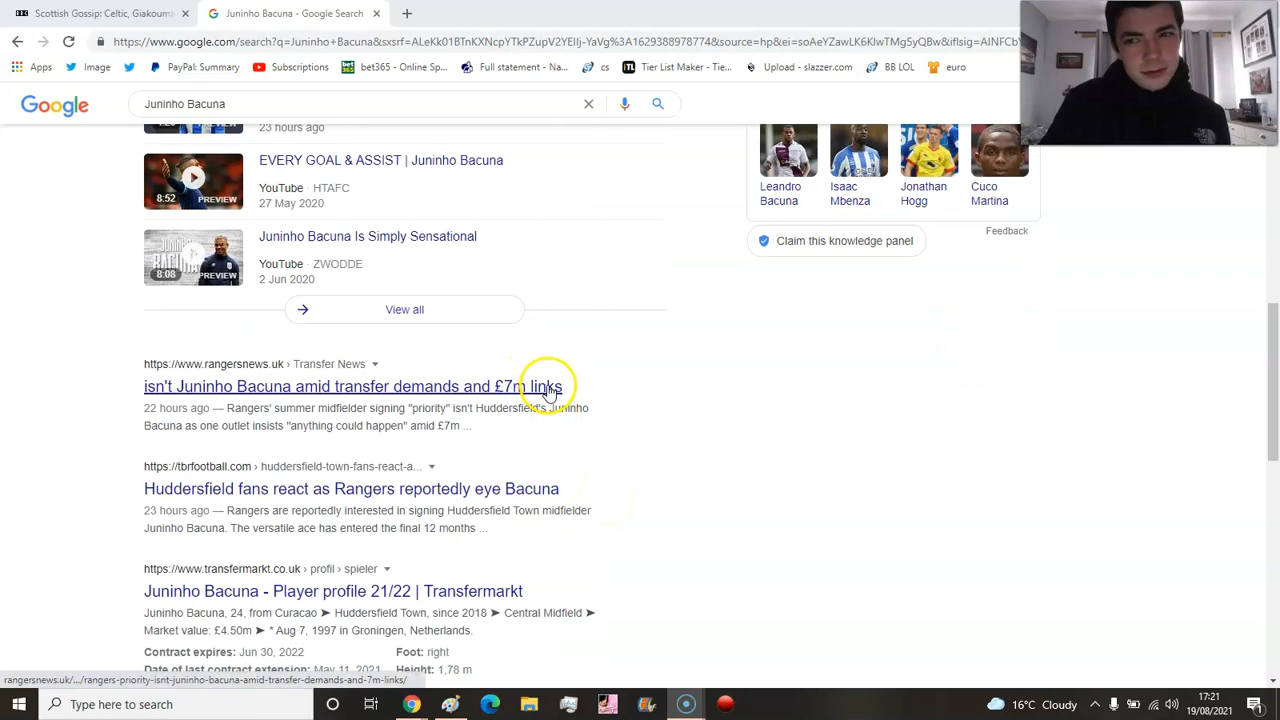 Scottish Gossip: Celtic, Giakouma
Juninho Bacuna - Google Search
https://www.google.com/search?q=Juninho+Bacuna&sxsrf=
Apps
Image
PayPal: Summary
Subscriptions
bet365 - Online Sp...
Full statement - Na...
cs
Tier List Maker - Tie...
Upload - slazzer.com
BB LOL
euro
Google
Juninho Bacuna
23 hours ago
8:52
PREVIEW
EVERY GOAL & ASSIST | Juninho Bacuna
YouTube · HTAFC
27 May 2020
JUNINHO
BACUNA
8:08
PREVIEW
Juninho Bacuna Is Simply Sensational
YouTube · ZWODDE
2 Jun 2020
View all
Leandro Bacuna
Isaac Mbenza
Jonathan Hogg
Cuco Martina
Feedback
Claim this knowledge panel
https://www.rangersnews.uk › Transfer News
isn't Juninho Bacuna amid transfer demands and £7m links
22 hours ago — Rangers' summer midfielder signing "priority" isn't Huddersfield's Juninho
Bacuna as one outlet insists "anything could happen" amid £7m ...
https://tbrfootball.com › huddersfield-town-fans-react-a...
Huddersfield fans react as Rangers reportedly eye Bacuna
23 hours ago — Rangers are reportedly interested in signing Huddersfield Town midfielder
Juninho Bacuna. The versatile ace has entered the final 12 months ...
https://www.transfermarkt.co.uk › profil › spieler
Juninho Bacuna - Player profile 21/22 | Transfermarkt
Juninho Bacuna, 24, from Curacao ➤ Huddersfield Town, since 2018 ➤ Central Midfield ➤
Market value: £4.50m ➤ * Aug 7, 1997 in Groningen, Netherlands.
Contract expires: Jun 30, 2022 Foot: right
Date of last contract extension: May 11, 2021 Height: 1,78 m
rangersnews.uk/.../rangers-priority-isnt-juninho-bacuna-amid-transfer-demands-and-7m-links/
Type here to search
16°C Cloudy
17:21
19/08/2021